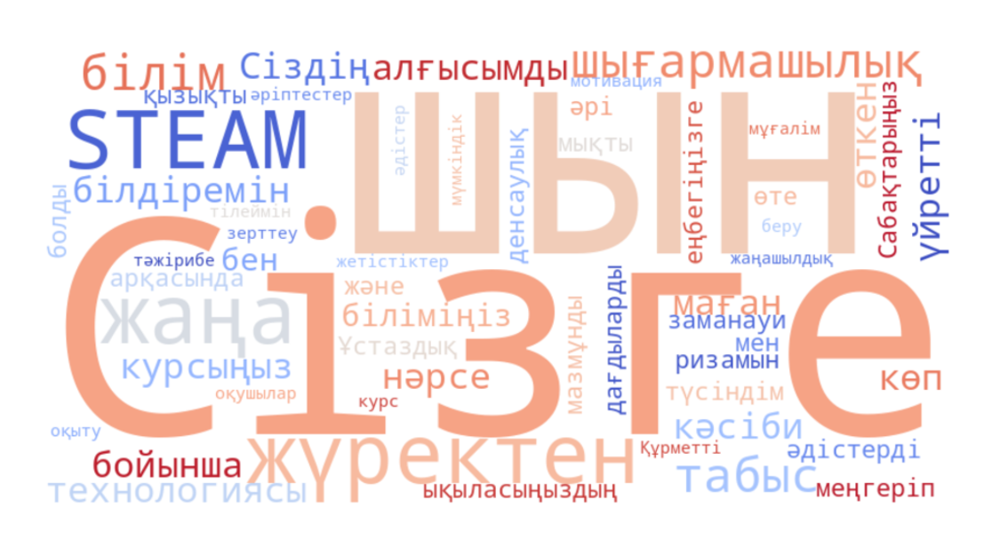 білім Сіздің алғысымды шығармашылық
қызықты әріптестер мотивация
STEAM шын
әдістер мүмкіндік денсаулық мықты әрі еңбегіңізге мұғалім өткен Сабақтарыңыз үйретті
болды білдіремін өте
тілеймін беру
зерттеу
тәжірибе бен жетістіктер жаңашылдық
арқасында және
Сізге
жаңа біліміңіз мазмұнды дағдыларды маған
заманауи
Ұстаздық мен
курсыңыз нәрсе ризамын көп
оқушылар курс түсіндім
оқыту кәсіби
бойынша жүректен Құрметті әдістерді
технологиясы ықыласыңыздың табыс меңгеріп